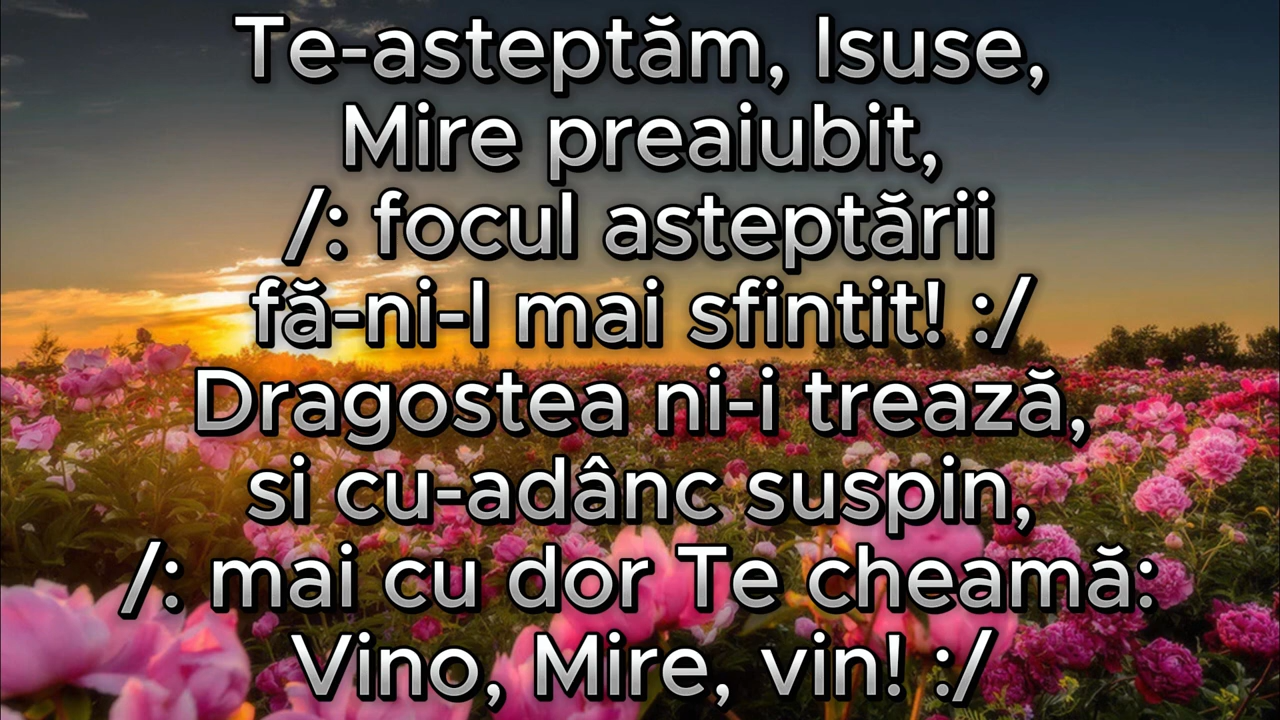 Te-asteptăm, Isuse,
Mire preaiubit,
/: focul asteptării
fă-ni-l mai sfintit! :/
Dragostea ni-i trează,
si cu-adânc suspin,
/: mai cu dor Te cheamă:
Vino, Mire, vin! :/